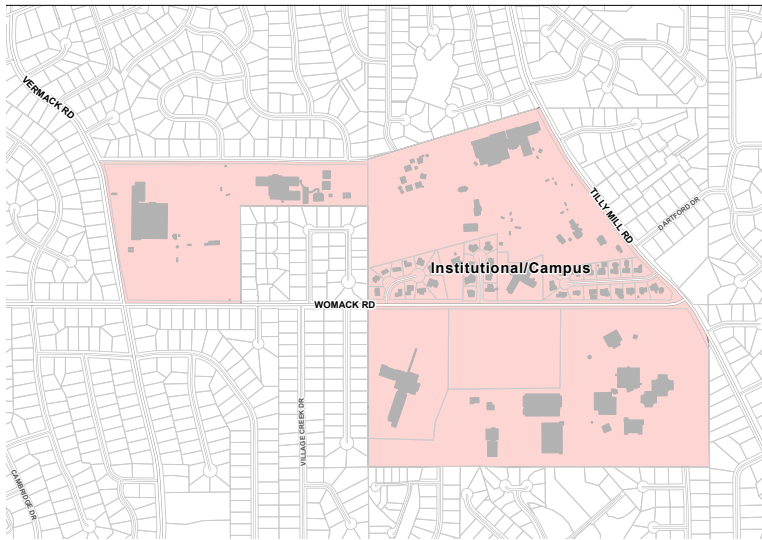 VERMACK RD
TILLY MILL RD
DARTFORD DR
Institutional/Campus
WOMACK RD
VILLAGE CREEK DR
CAMBRIDGE DR